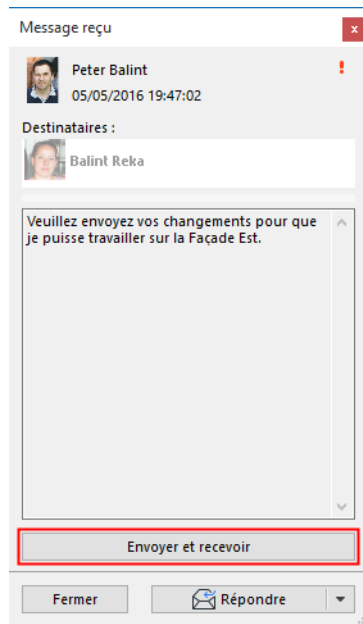 Message reçu
x
Peter Balint
!
05/05/2016 19:47:02
Destinataires :
Balint Reka
Veuillez envoyez vos changements pour que
je puisse travailler sur la Façade Est.
Envoyer et recevoir
Fermer
Répondre